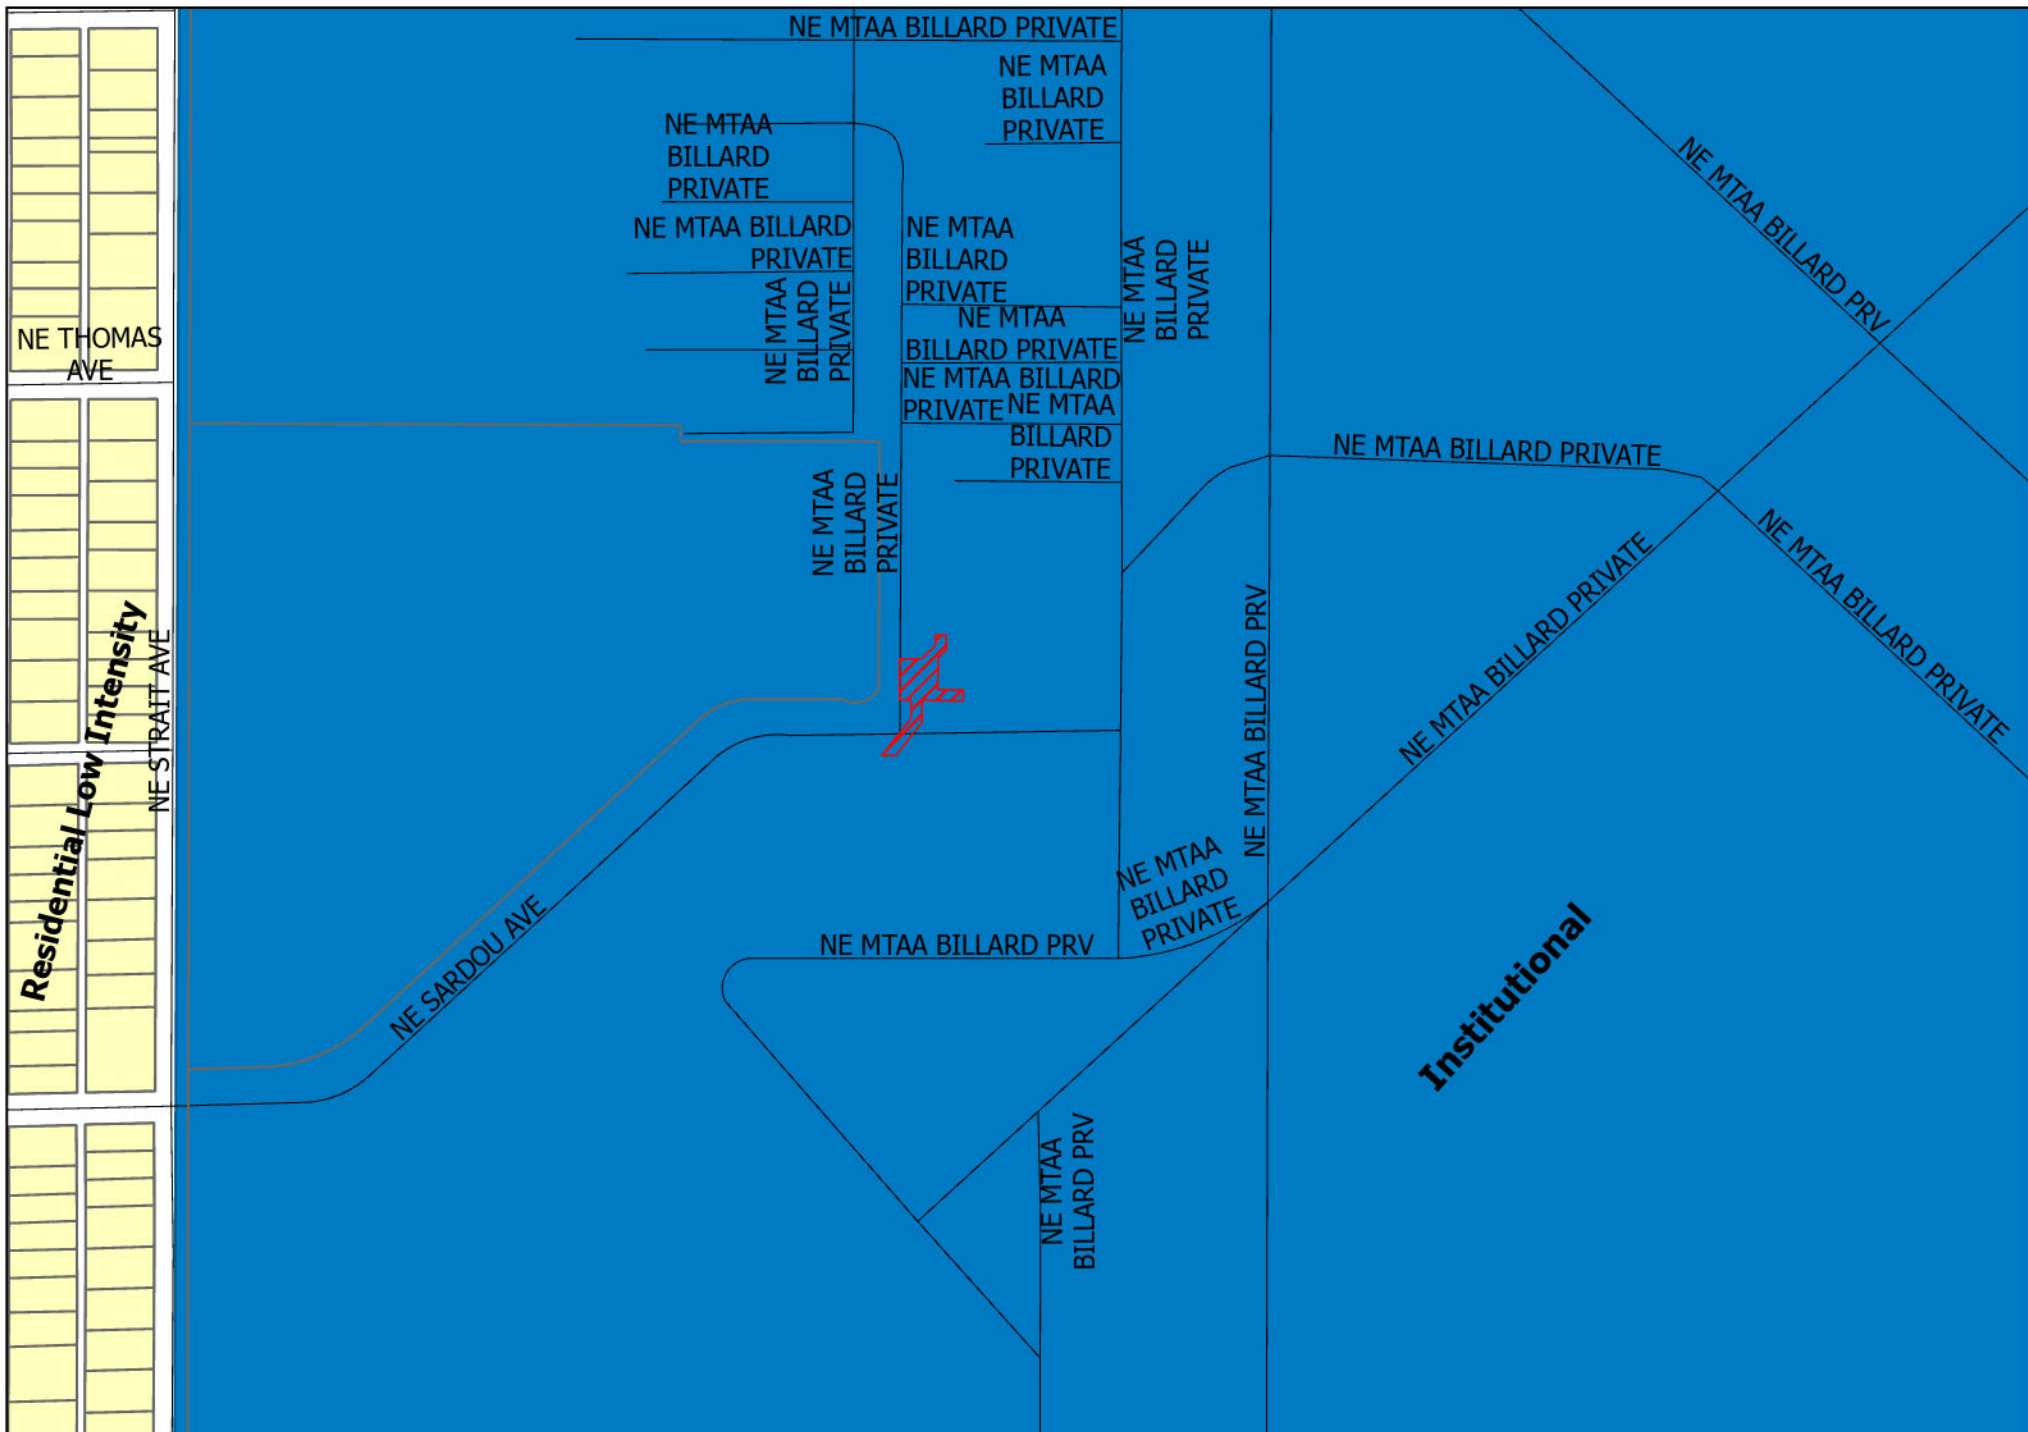 NE MTAA BILLARD PRIVATE
NE MTAA
BILLARD
PRIVATE
NE MTAA
BILLARD
PRIVATE
NE MTAA BILLARD PRV
NE MTAA BILLARD
PRIVATE
NE MTAA
BILLARD
PRIVATE
NE MTAA
BILLARD
PRIVATE
NE MTAA
BILLARD
PRIVATE
NE MTAA
BILLARD PRIVATE
NE THOMAS
AVE
NE MTAA BILLARD
PRIVATE
NE MTAA
BILLARD
PRIVATE
NE MTAA BILLARD PRIVATE
NE MTAA
BILLARD
PRIVATE
NE MTAA BILLARD PRIVATE
NE MTAA BILLARD PRIVATE
NE MTAA BILLARD PRV
Residential Low Intensity
NE STRAIT AVE
NE MTAA
BILLARD
PRIVATE
NE SARDOU AVE
NE MTAA BILLARD PRV
Institutional
NE MTAA
BILLARD PRV